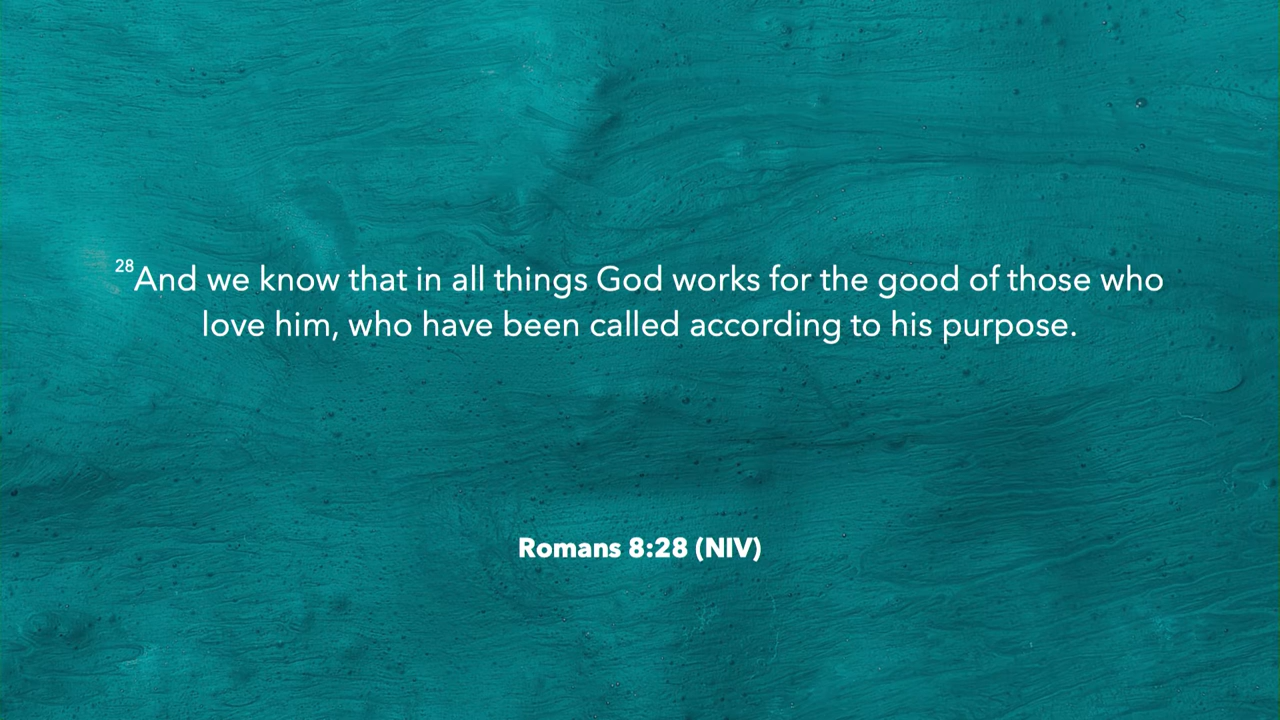 28And we know that in all things God works for the good of those who
love him, who have been called according to his purpose.
Romans 8:28 (NIV)